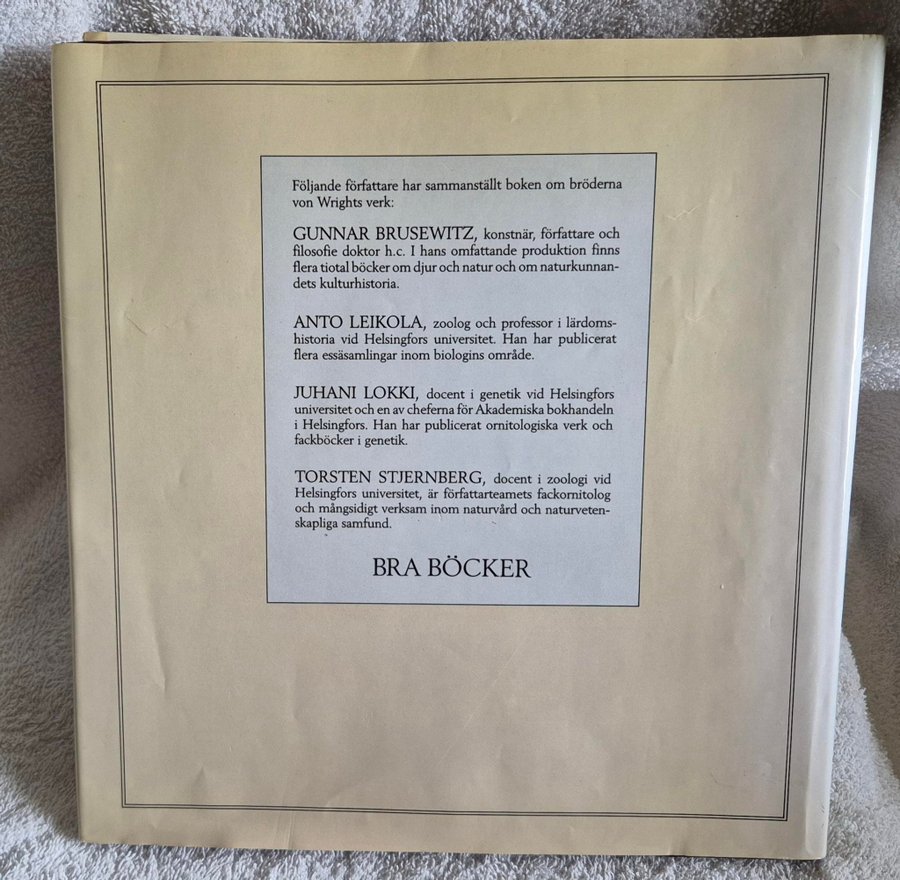 Följande författare har sammanställt boken om bröderna
von Wrights verk:
GUNNAR BRUSEWITZ, konstnär, författare och
filosofie doktor h.c. I hans omfattande produktion finns
flera tiotal böcker om djur och natur och om naturkunnan-
dets kulturhistoria.
ANTO LEIKOLA, zoolog och professor i lärdoms-
historia vid Helsingfors universitet. Han har publicerat
flera essäsamlingar inom biologins område.
JUHANI LOKKI, docent i genetik vid Helsingfors
universitet och en av cheferna för Akademiska bokhandeln
i Helsingfors. Han har publicerat ornitologiska verk och
fackböcker i genetik.
TORSTEN STJERNBERG, docent i zoologi vid
Helsingfors universitet, är författarteamets fackornitolog
och mångsidigt verksam inom naturvård och naturveten-
skapliga samfund.
BRA BÖCKER